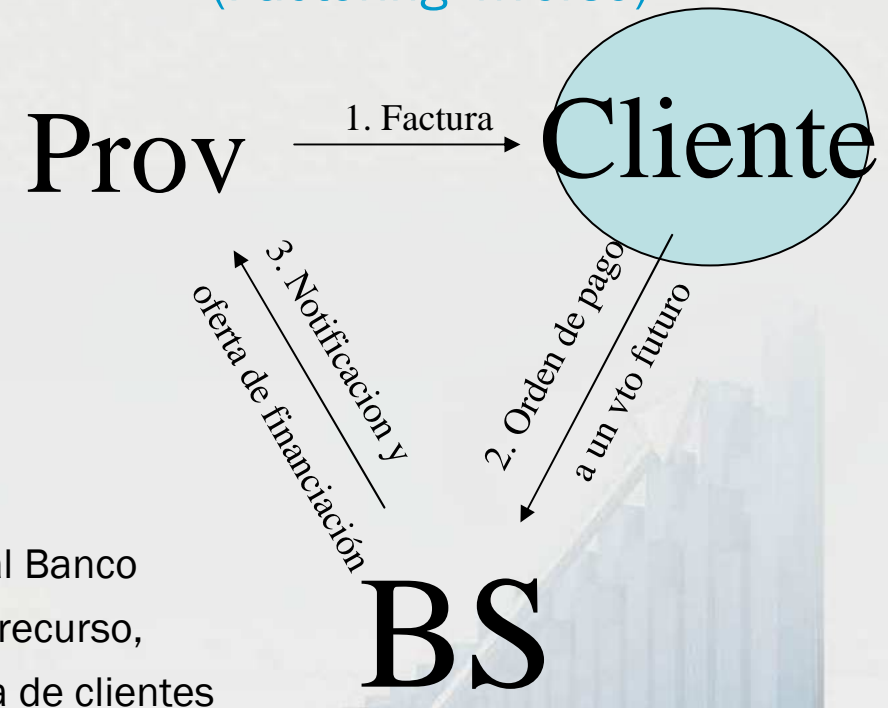 Prov
1. Factura
Cliente
3. Notificacion y
oferta de financiación
2. Orden de pago
a un vto futuro
al Banco
recurso,
a de clientes
BS